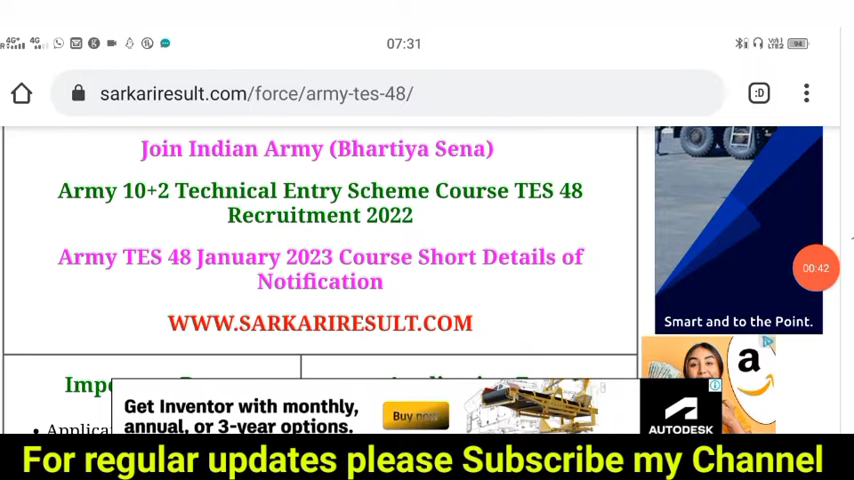 4G+ 4G
07:31
94
sarkariresult.com/force/army-tes-48/
:D
Join Indian Army (Bhartiya Sena)
Army 10+2 Technical Entry Scheme Course TES 48
Recruitment 2022
Army TES 48 January 2023 Course Short Details of
Notification
WWW.SARKARIRESULT.COM
Smart and to the Point.
00:42
a
Get Inventor with monthly,
annual, or 3-year options.
Buy now
AUTODESK
For regular updates please Subscribe my Channel